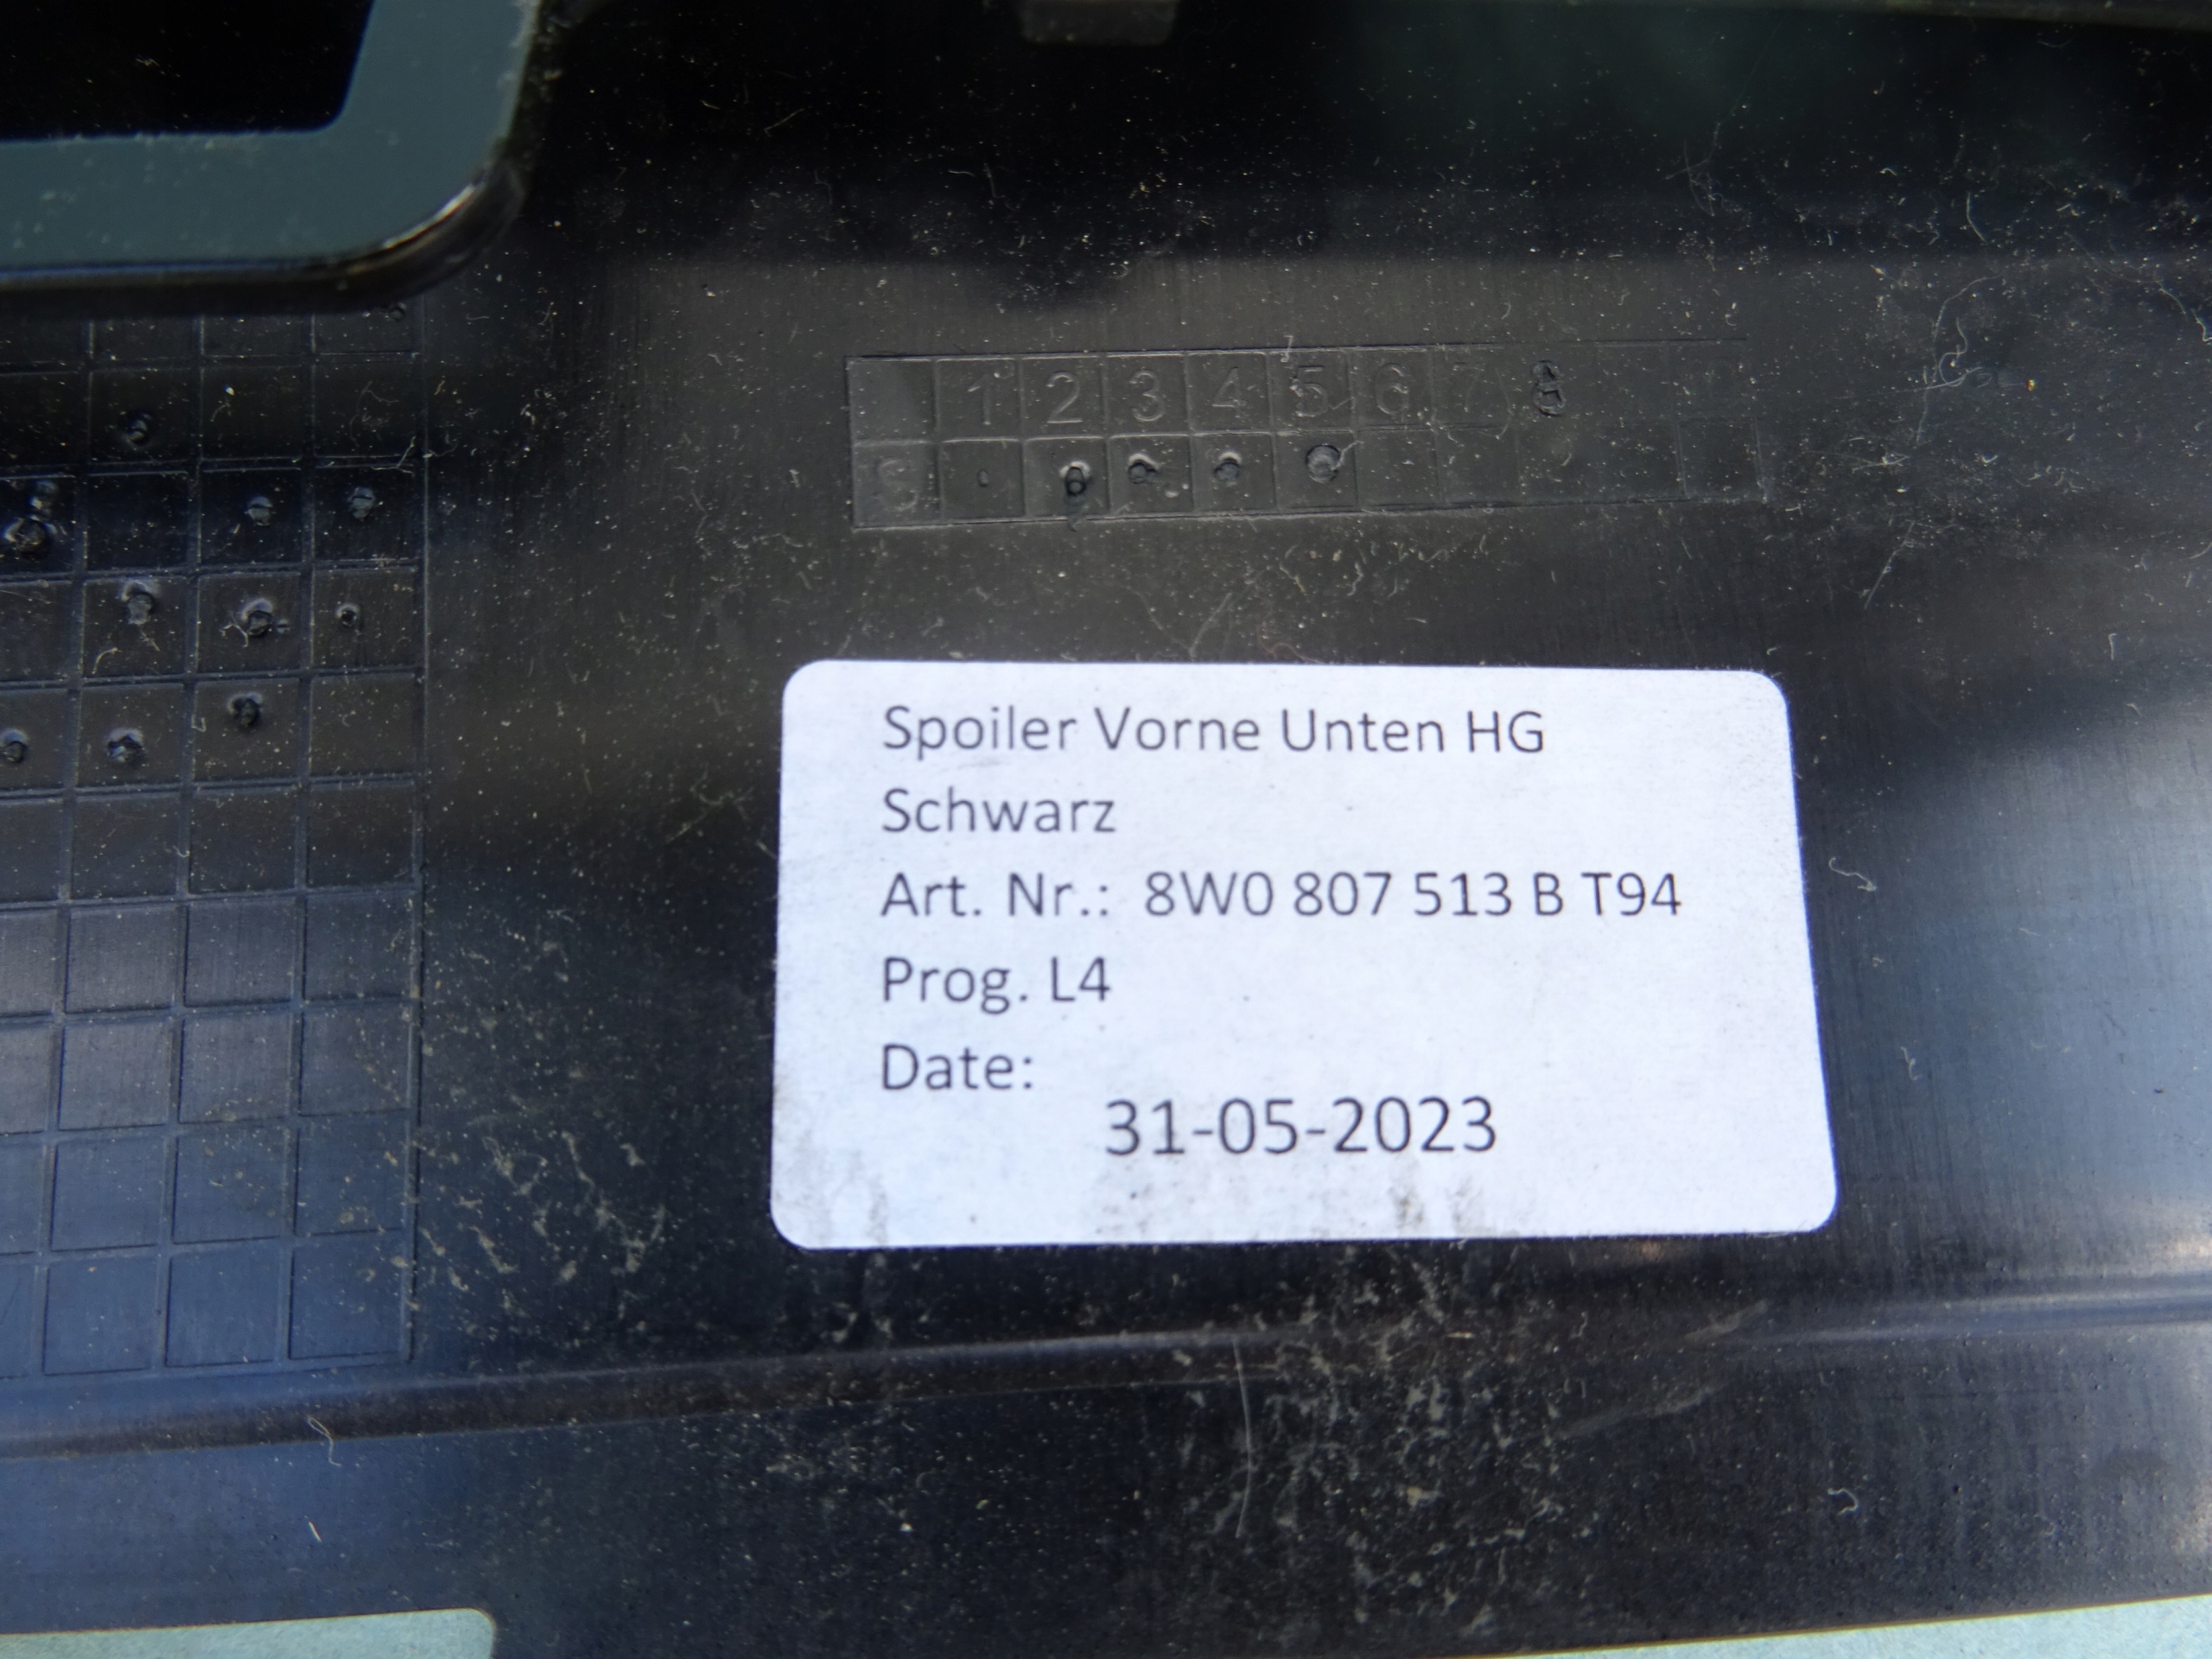 1 2 3 4 5 6 7 8
S
Spoiler Vorne Unten HG
Schwarz
Art. Nr.: 8W0 807 513 B T94
Prog. L4
Date:
31-05-2023